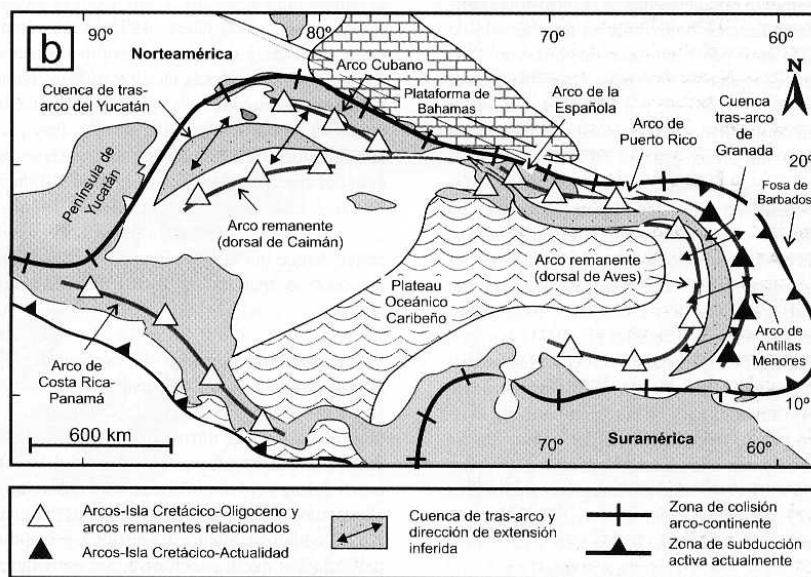 b
90º
80º
70º
60º
Norteamérica
Arco Cubano
Cuenca de tras-
arco del Yucatán
Plataforma de
Bahamas
Arco de la
Española
Arco de
Puerto Rico
Cuenca
tras-arco
de
Granada
N
20º
Península de
Yucatán
Fosa de
Barbados
Arco remanente
(dorsal de Caimán)
Arco remanente
(dorsal de Aves)
Plateau
Oceánico
Caribeño
Arco de
Costa Rica-
Panamá
Arco de
Antillas
Menores
10º
600 km
70º
Suramérica
60º
Arcos-Isla Cretácico-Oligoceno y
arcos remanentes relacionados
Arcos-Isla Cretácico-Actualidad
Cuenca de tras-arco y
dirección de extensión
inferida
Zona de colisión
arco-continente
Zona de subducción
activa actualmente